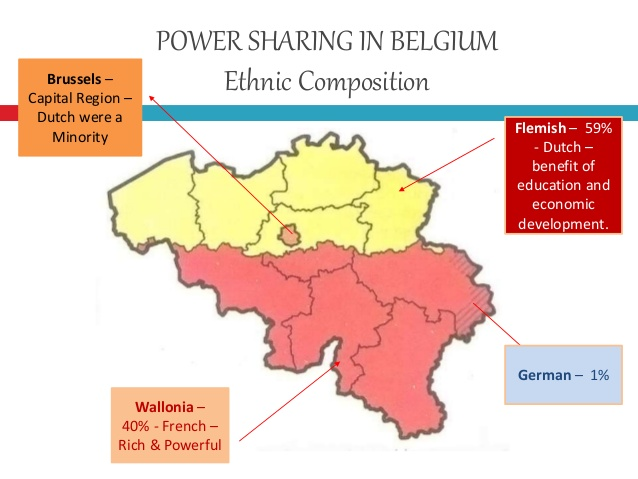 POWER SHARING IN BELGIUM
Ethnic Composition
Brussels –
Capital Region –
Dutch were a
Minority
Flemish – 59%
- Dutch –
benefit of
education and
economic
development.
German – 1%
Wallonia –
40% - French –
Rich & Powerful